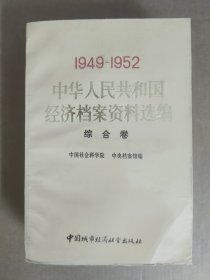 1949-1952
中华人民共和国
经济档案资料选编
综合卷
中国社会科学院  中央档案馆编
中国城市经济社会出版社